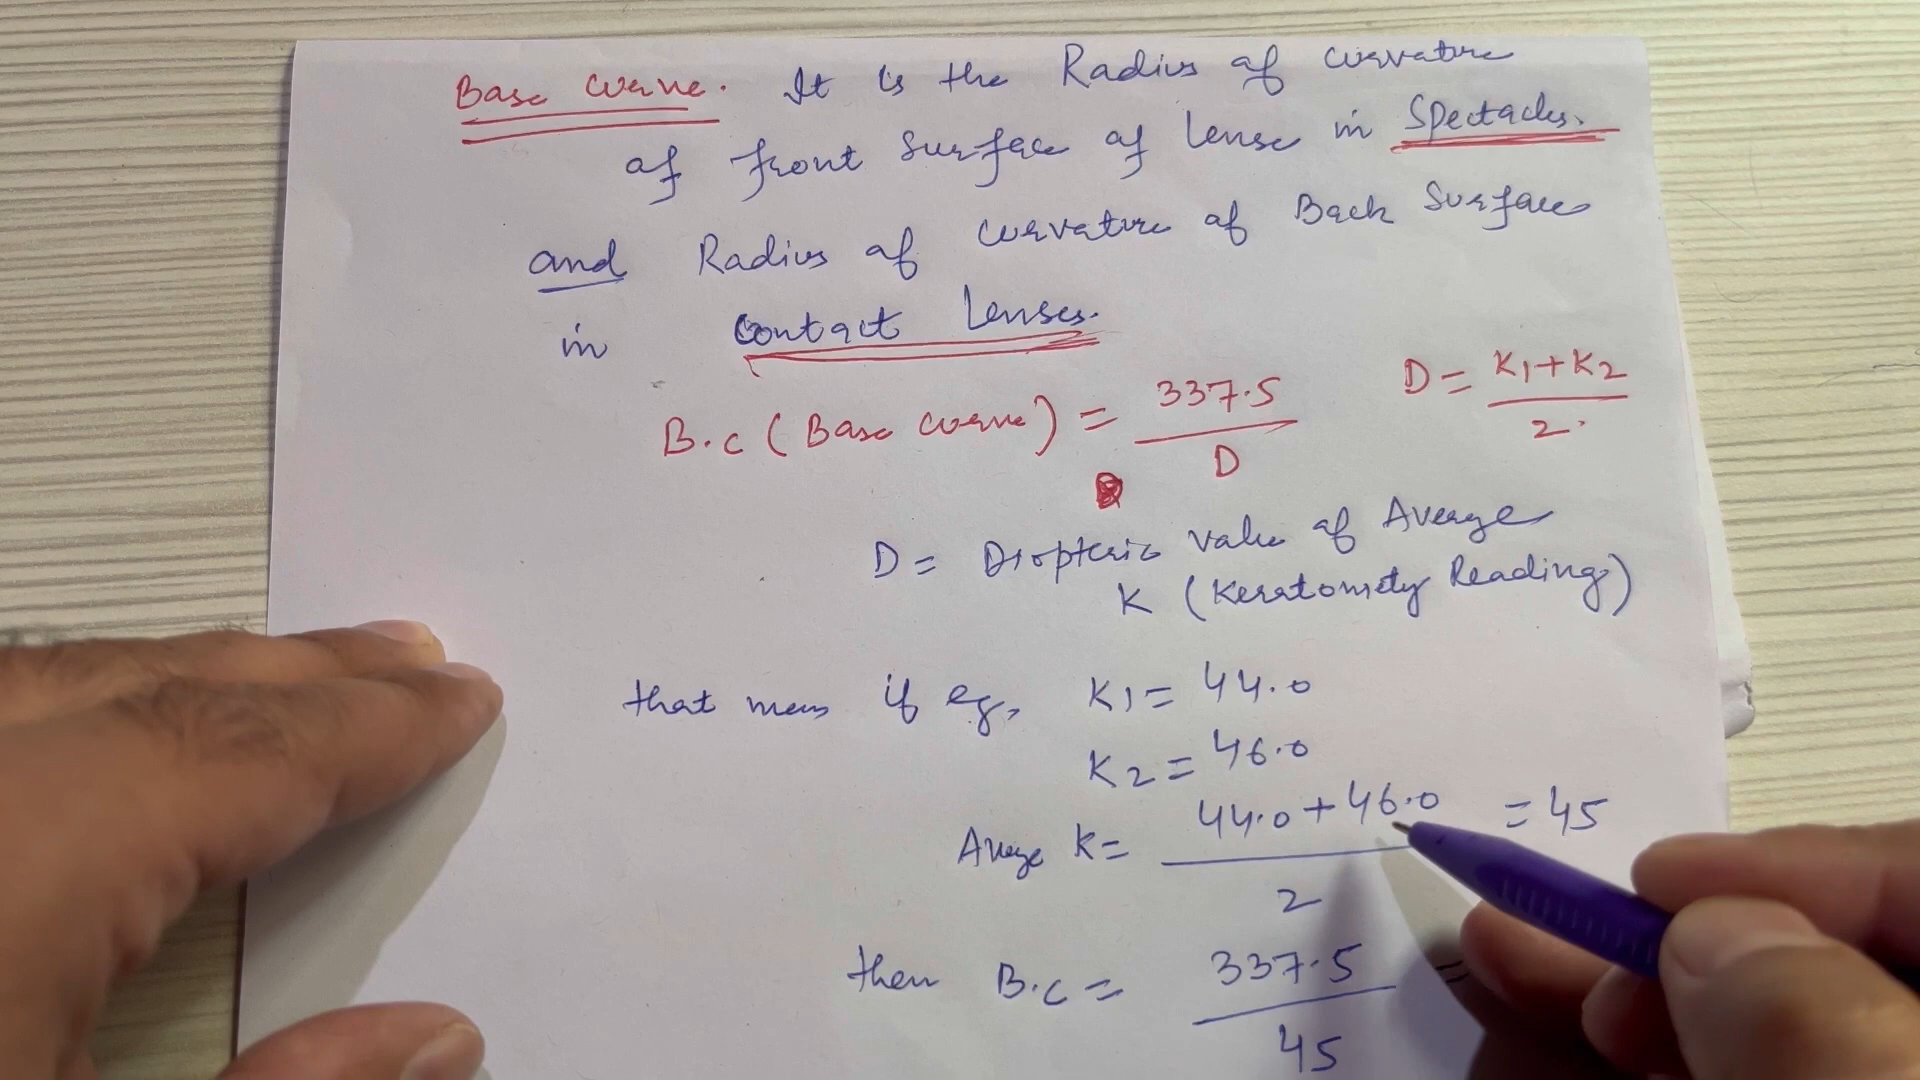 Base curve. It is the Radius of curvature
of front surface of lense in Spectacles.
and Radius of curvature of Back Surface
in contact lenses.
B.C (Base curve) = 337.5 / D    D = K1 + K2 / 2.
D = Dioptric value of Average
K (Keratometry Reading)
that mens if eg, K1 = 44.0
K2 = 46.0
Averge K = 44.0 + 46.0 / 2 = 45
then B.C = 337.5 / 45 =